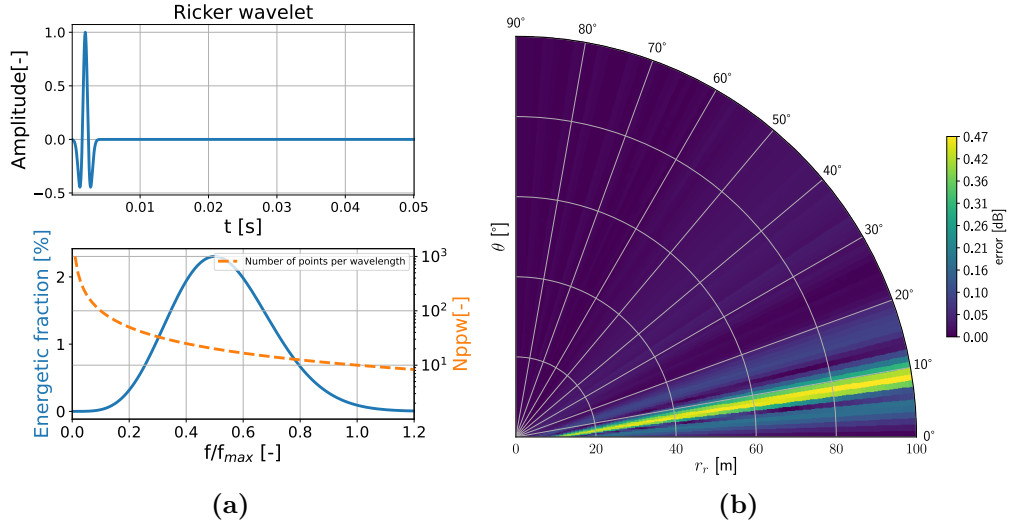 Ricker wavelet
Amplitude[-]
1.0
0.5
0.0
−0.5
0.01 0.02 0.03 0.04 0.05
t [s]
Energetic fraction [%]
2
1
0
Number of points per wavelength
10³
10²
10¹
Nppw[-]
0.0 0.2 0.4 0.6 0.8 1.0 1.2
f/f_max [-]
(a)
90°
80°
70°
60°
50°
40°
30°
20°
10°
0°
θ [°]
0 20 40 60 80 100
r_r [m]
0.47
0.42
0.36
0.31
0.26
0.21
0.16
0.10
0.05
0.00
error [dB]
(b)